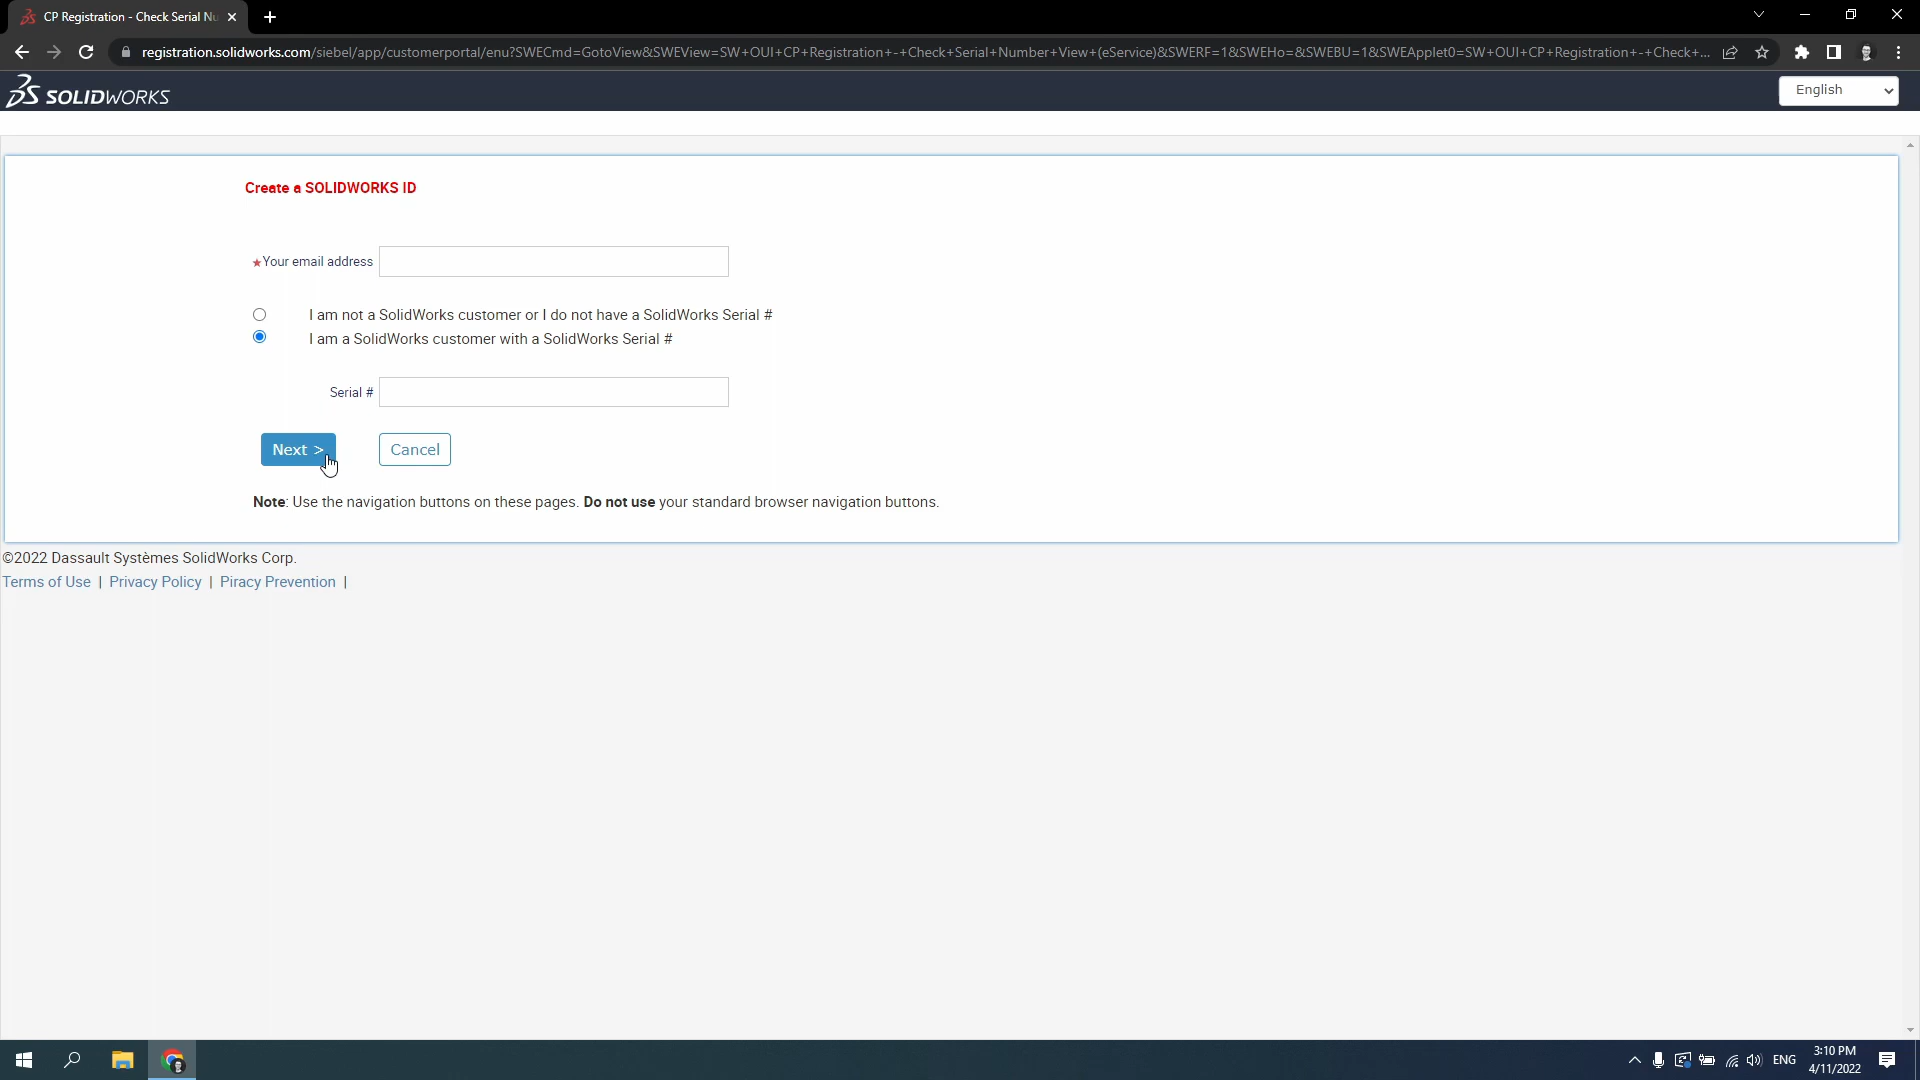 CP Registration - Check Serial Nu
registration.solidworks.com/siebel/app/customerportal/enu?SWECmd=GotoView&SWEView=SW+OUI+CP+Registration+-+Check+Serial+Number+View+(eService)&SWERF=1&SWEHo=&SWEBU=1&SWEApplet0=SW+OUI+CP+Registration+-+Check+...
SOLIDWORKS
English
Create a SOLIDWORKS ID
★Your email address
I am not a SolidWorks customer or I do not have a SolidWorks Serial #
I am a SolidWorks customer with a SolidWorks Serial #
Serial #
Next >
Cancel
Note: Use the navigation buttons on these pages. Do not use your standard browser navigation buttons.
©2022 Dassault Systèmes SolidWorks Corp.
Terms of Use | Privacy Policy | Piracy Prevention |
ENG
3:10 PM
4/11/2022